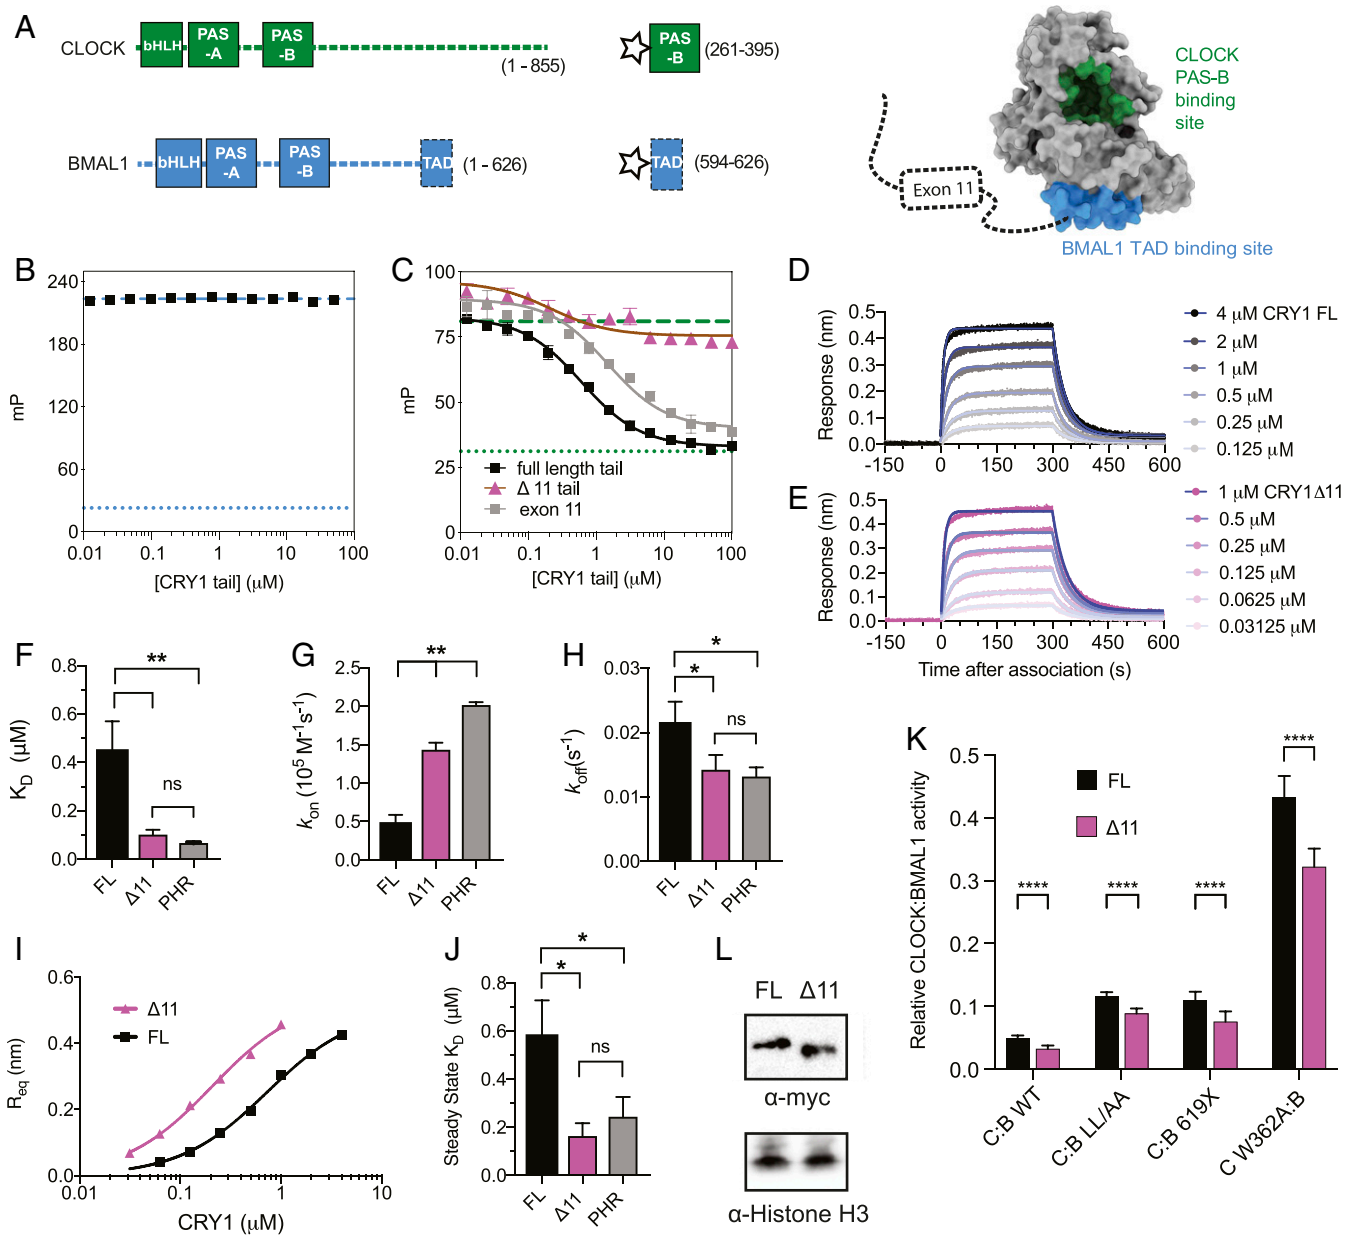 A
CLOCK
bHLH
PAS
-A
PAS
-B
(1 - 855)
PAS
-B
(261-395)
BMAL1
bHLH
PAS
-A
PAS
-B
TAD
(1 - 626)
TAD
(594-626)
CLOCK
PAS-B
binding
site
Exon 11
BMAL1 TAD binding site
B
240
180
120
60
0
mP
0.01
0.1
1
10
100
[CRY1 tail] (μM)
C
100
75
50
25
0
mP
full length tail
Δ 11 tail
exon 11
0.01
0.1
1
10
100
[CRY1 tail] (μM)
D
Response (nm)
0.5
0.4
0.3
0.2
0.1
0.0
-150
0
150
300
450
600
4 μM CRY1 FL
2 μM
1 μM
0.5 μM
0.25 μM
0.125 μM
E
Response (nm)
0.5
0.4
0.3
0.2
0.1
0.0
-150
0
150
300
450
600
Time after association (s)
1 μM CRY1Δ11
0.5 μM
0.25 μM
0.125 μM
0.0625 μM
0.03125 μM
F
K_D (μM)
0.8
0.6
0.4
0.2
0.0
**
ns
FL
Δ11
PHR
G
k_on (10^5 M^-1 s^-1)
2.5
2.0
1.5
1.0
0.5
0
**
FL
Δ11
PHR
H
k_off (s^-1)
0.03
0.02
0.01
0.00
*
*
ns
FL
Δ11
PHR
I
R_eq (nm)
0.6
0.4
0.2
0.0
Δ11
FL
0.01
0.1
1
10
CRY1 (μM)
J
Steady State K_D (μM)
0.8
0.6
0.4
0.2
0.0
*
*
ns
FL
Δ11
PHR
K
Relative CLOCK:BMAL1 activity
0.5
0.4
0.3
0.2
0.1
0.0
FL
Δ11
****
****
****
****
C:B WT
C:B LL/AA
C:B 619X
C W362A:B
L
FL Δ11
α-myc
α-Histone H3